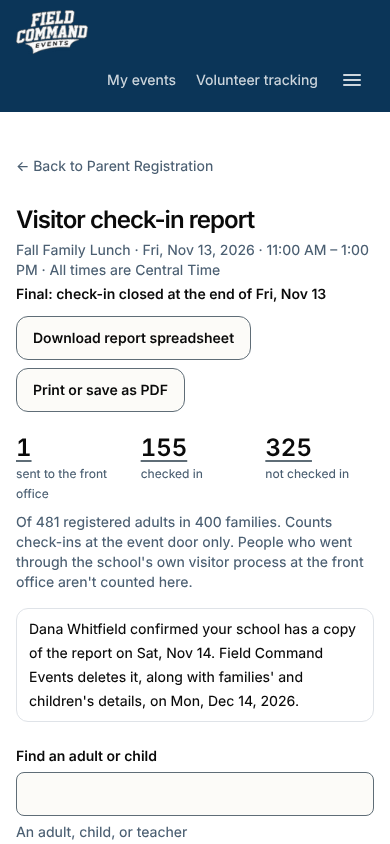 FIELD
COMMAND
EVENTS
My events
Volunteer tracking
← Back to Parent Registration
Visitor check-in report
Fall Family Lunch · Fri, Nov 13, 2026 · 11:00 AM – 1:00
PM · All times are Central Time
Final: check-in closed at the end of Fri, Nov 13
Download report spreadsheet
Print or save as PDF
1
sent to the front
office
155
checked in
325
not checked in
Of 481 registered adults in 400 families. Counts
check-ins at the event door only. People who went
through the school's own visitor process at the front
office aren't counted here.
Dana Whitfield confirmed your school has a copy
of the report on Sat, Nov 14. Field Command
Events deletes it, along with families' and
children's details, on Mon, Dec 14, 2026.
Find an adult or child
An adult, child, or teacher